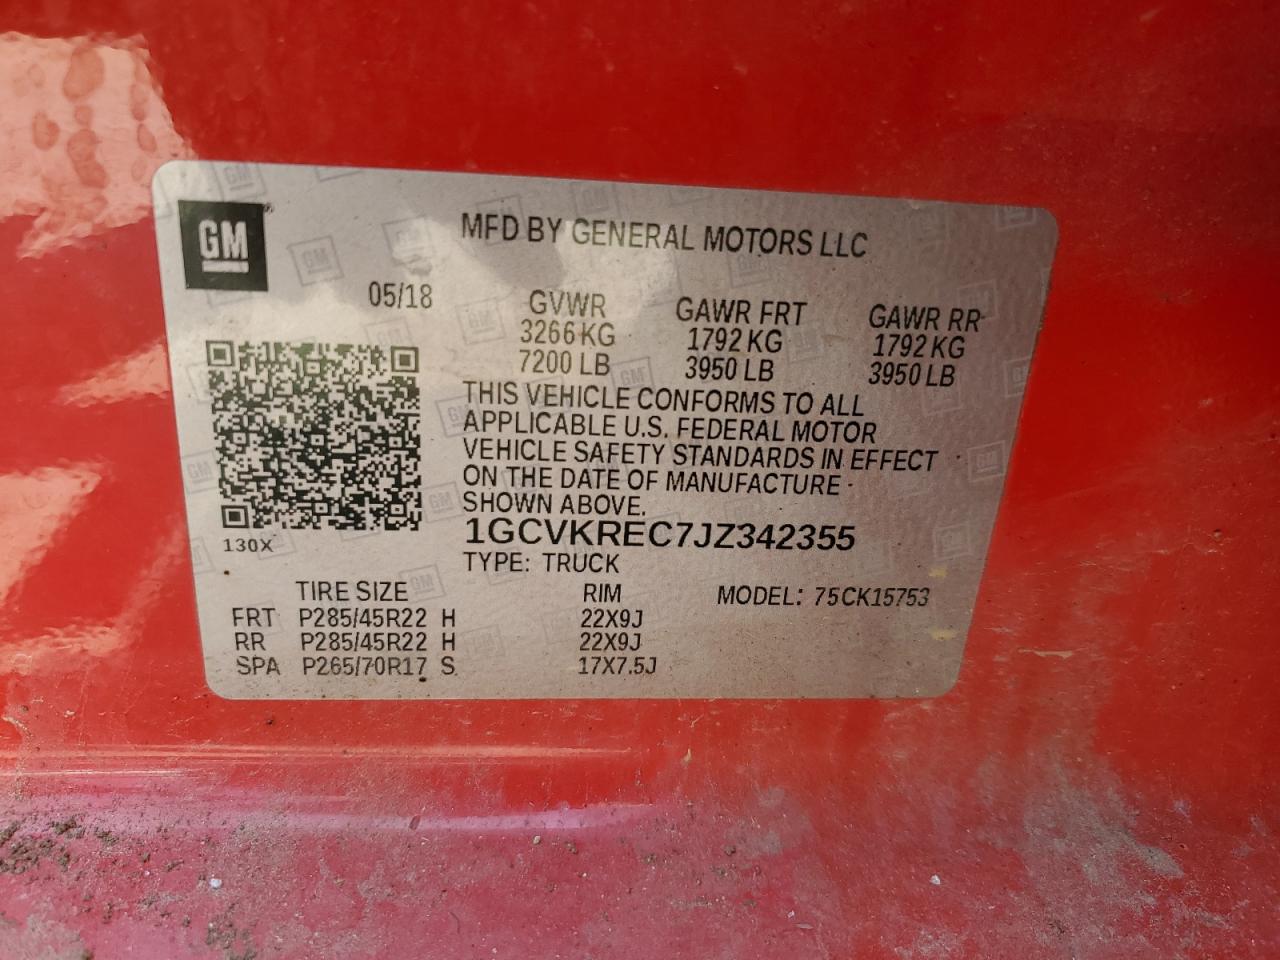 GM
MFD BY GENERAL MOTORS LLC
05/18
GVWR GAWR FRT GAWR RR
3266 KG 1792 KG 1792 KG
7200 LB 3950 LB 3950 LB
THIS VEHICLE CONFORMS TO ALL
APPLICABLE U.S. FEDERAL MOTOR
VEHICLE SAFETY STANDARDS IN EFFECT
ON THE DATE OF MANUFACTURE
SHOWN ABOVE.
1GCVKREC7JZ342355
130X
TYPE: TRUCK
TIRE SIZE RIM MODEL: 75CK15753
FRT P285/45R22 H 22X9J
RR P285/45R22 H 22X9J
SPA P265/70R17 S 17X7.5J